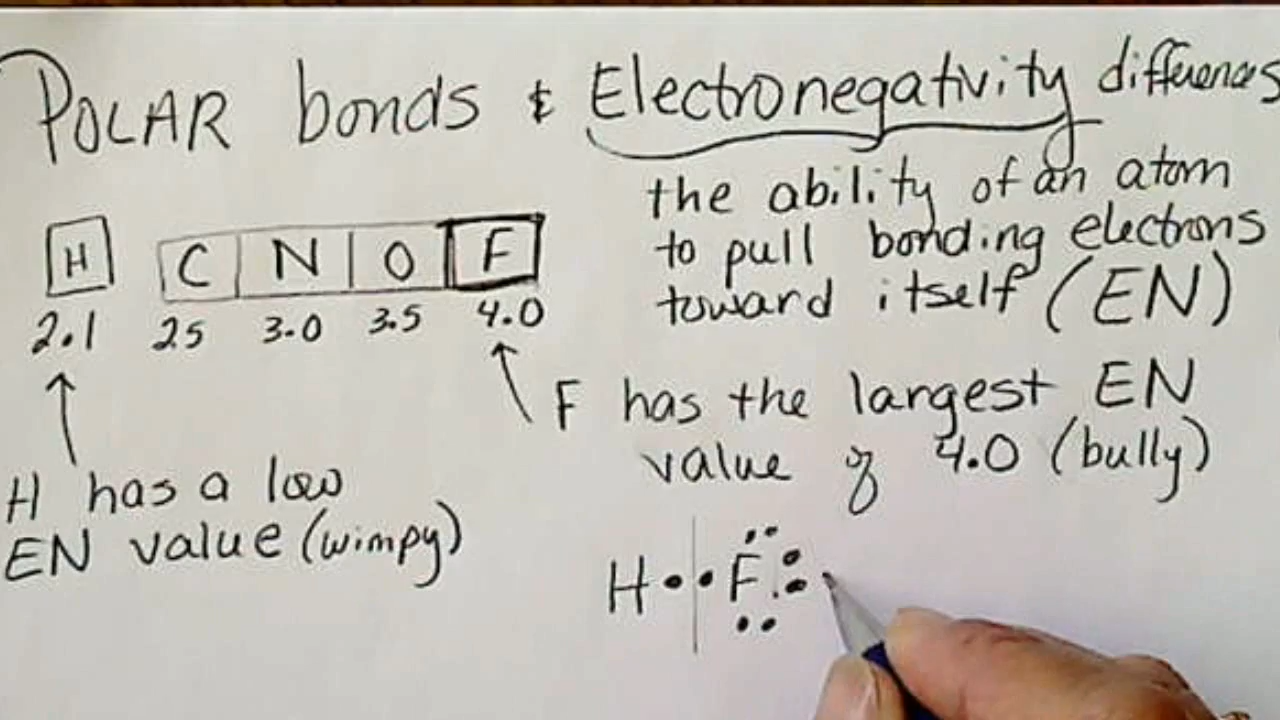 POLAR bonds & Electronegativity differences
the ability of an atom
to pull bonding electrons
toward itself (EN)
H C N O F
2.1 25 3.0 3.5 4.0
F has the largest EN
value of 4.0 (bully)
H has a low
EN value (wimpy)
H F